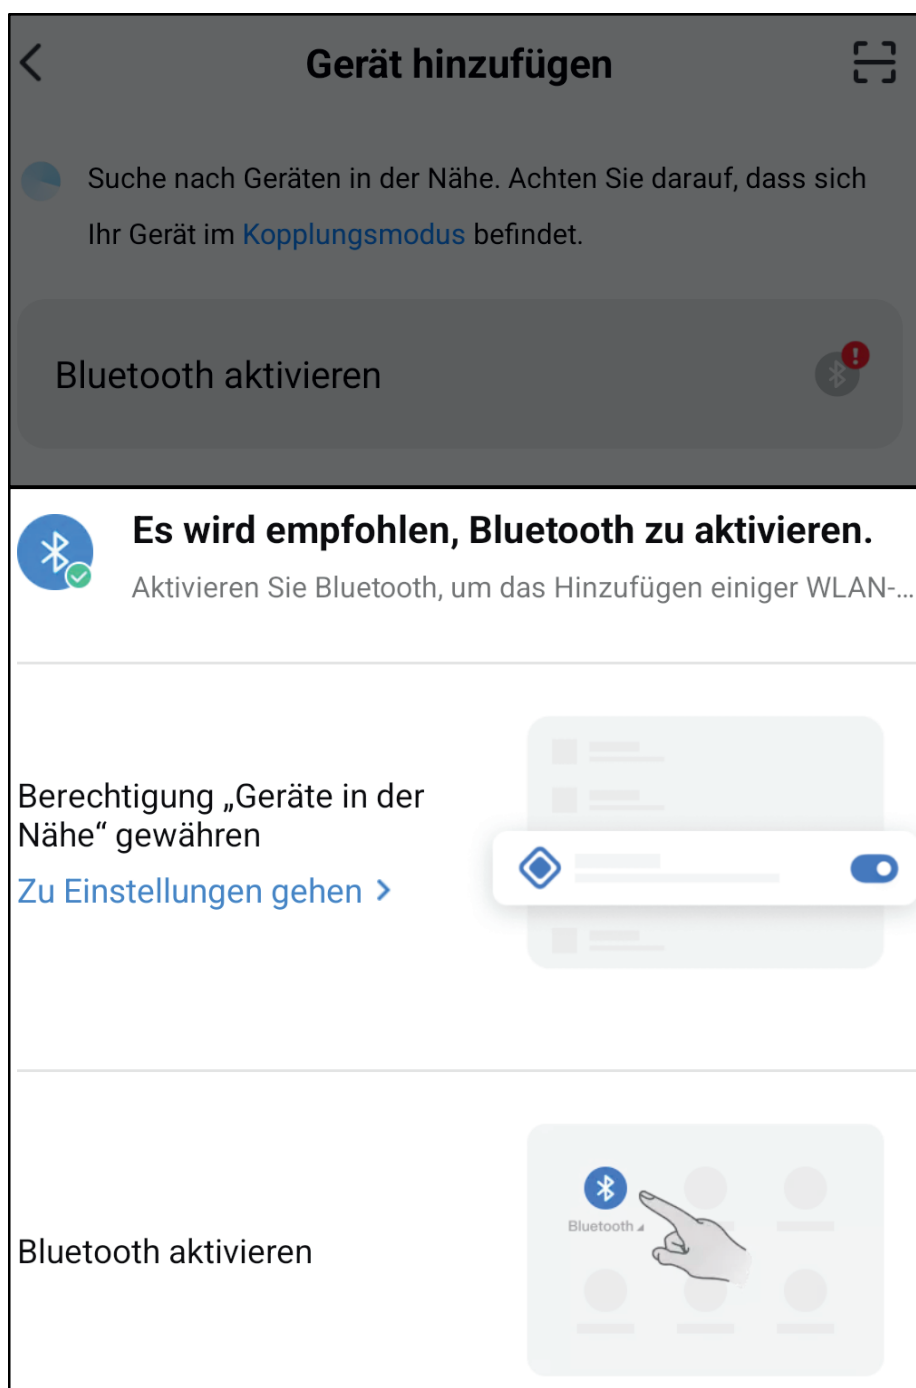 Gerät hinzufügen
Suche nach Geräten in der Nähe. Achten Sie darauf, dass sich
Ihr Gerät im Kopplungsmodus befindet.
Bluetooth aktivieren
Es wird empfohlen, Bluetooth zu aktivieren.
Aktivieren Sie Bluetooth, um das Hinzufügen einiger WLAN-...
Berechtigung „Geräte in der
Nähe“ gewähren
Zu Einstellungen gehen >
Bluetooth
Bluetooth aktivieren